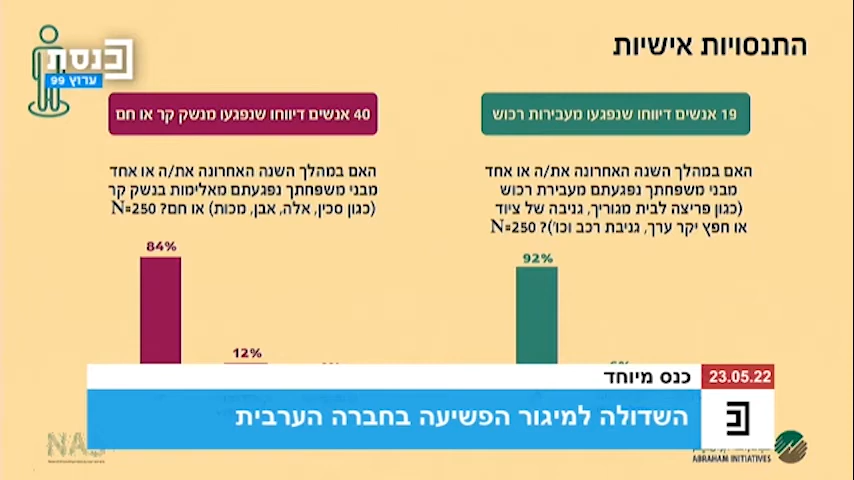 התנסויות אישיות
כנסת
ערוץ 99
19 אנשים דיווחו שנפגעו מעבירות רכוש
40 אנשים דיווחו שנפגעו מנשק קר או חם
האם במהלך השנה האחרונה את/ה או אחד
מבני משפחתך נפגעתם מעבירת רכוש
(כגון פריצה לבית מגוריך, גניבה של ציוד
או חפץ יקר ערך, גניבת רכב וכו')? N=250
92%
האם במהלך השנה האחרונה את/ה או אחד
מבני משפחתך נפגעתם מאלימות בנשק קר
(כגון סכין, אלה, אבן, מכות) או חם? N=250
84%
12%
כנס מיוחד
23.05.22
השדולה למיגור הפשיעה בחברה הערבית
NAS
ABRAHAM INITIATIVES